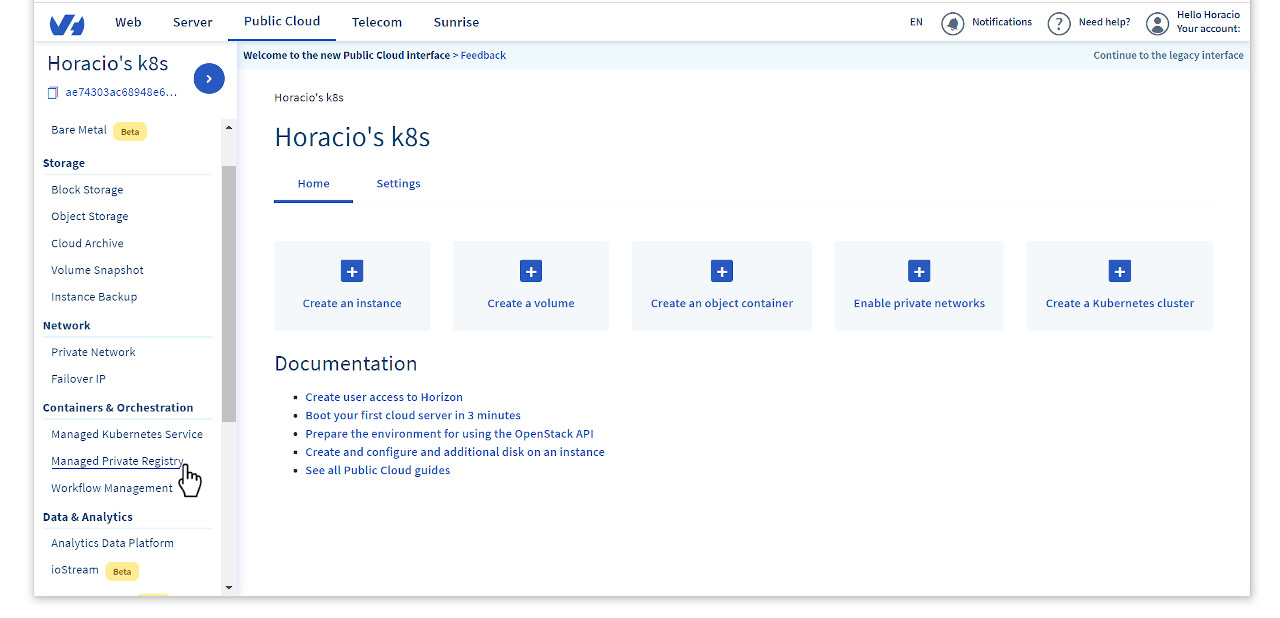 Web
Server
Public Cloud
Telecom
Sunrise
EN
Notifications
Need help?
Hello Horacio
Your account:
Horacio's k8s
ae74303ac68948e6...
Bare Metal
Beta
Storage
Block Storage
Object Storage
Cloud Archive
Volume Snapshot
Instance Backup
Network
Private Network
Failover IP
Containers & Orchestration
Managed Kubernetes Service
Managed Private Registry
Workflow Management
Data & Analytics
Analytics Data Platform
ioStream
Beta
Welcome to the new Public Cloud interface > Feedback
Continue to the legacy interface
Horacio's k8s
Horacio's k8s
Home
Settings
Create an instance
Create a volume
Create an object container
Enable private networks
Create a Kubernetes cluster
Documentation
Create user access to Horizon
Boot your first cloud server in 3 minutes
Prepare the environment for using the OpenStack API
Create and configure and additional disk on an instance
See all Public Cloud guides